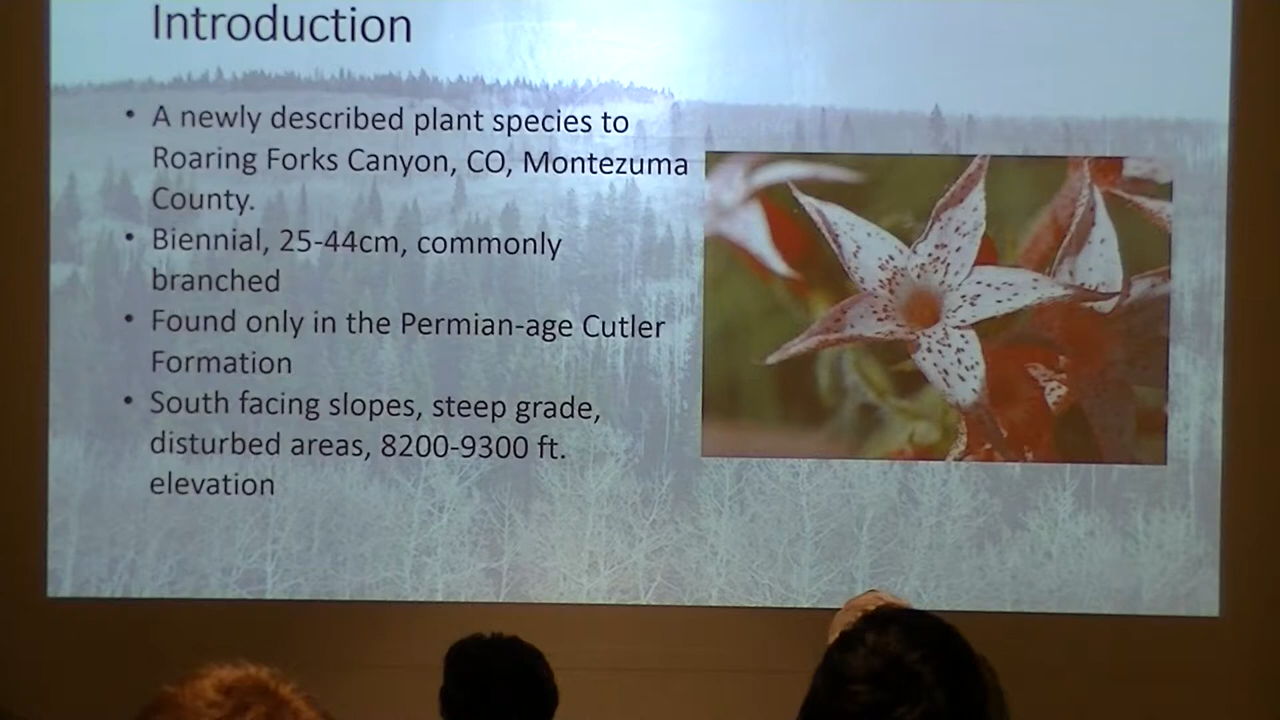 Introduction
• A newly described plant species to
Roaring Forks Canyon, CO, Montezuma
County.
• Biennial, 25-44cm, commonly
branched
• Found only in the Permian-age Cutler
Formation
• South facing slopes, steep grade,
disturbed areas, 8200-9300 ft.
elevation